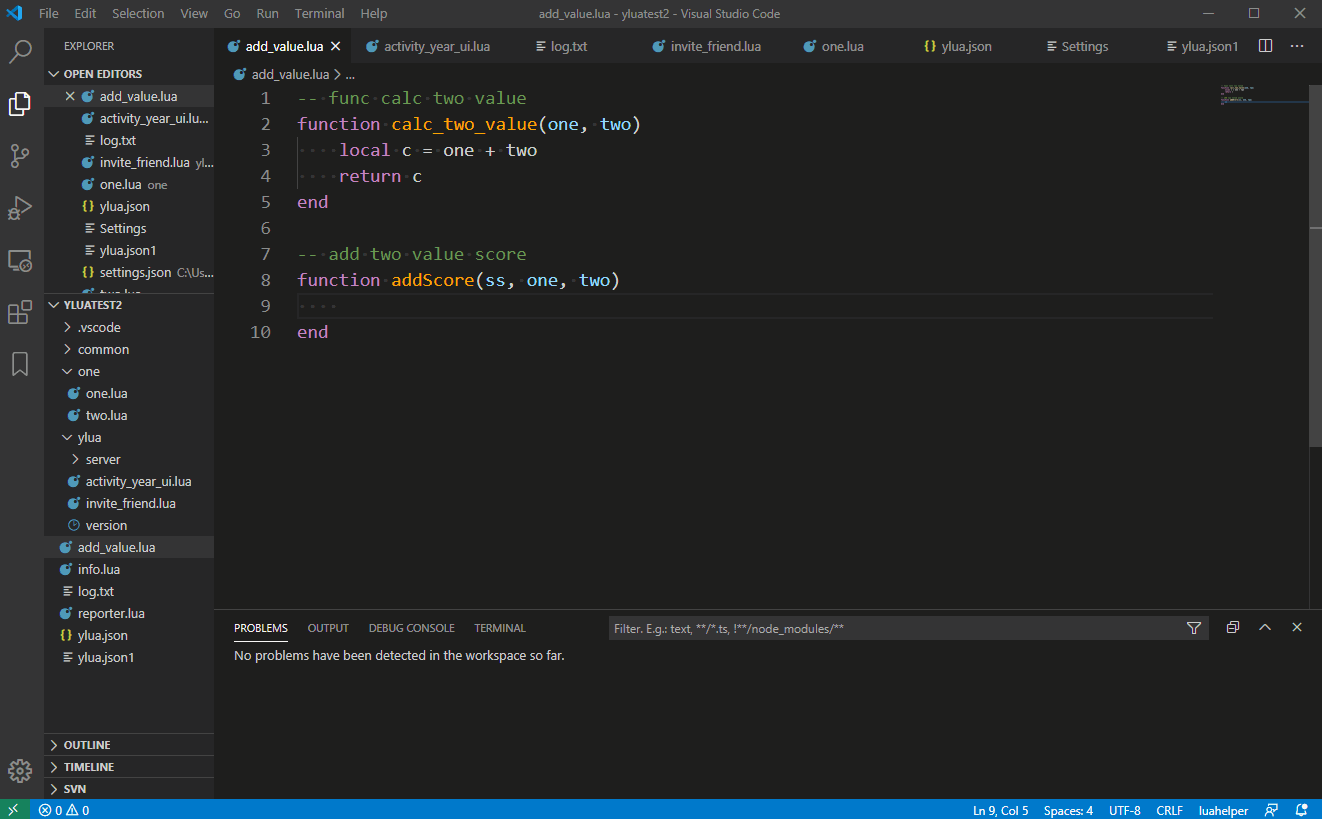 File Edit Selection View Go Run Terminal Help add_value.lua - yluatest2 - Visual Studio Code
EXPLORER
OPEN EDITORS
add_value.lua
activity_year_ui.lu...
log.txt
invite_friend.lua yl...
one.lua one
ylua.json
Settings
ylua.json1
settings.json C:\Us...
YLUATEST2
.vscode
common
one
one.lua
two.lua
ylua
server
activity_year_ui.lua
invite_friend.lua
version
add_value.lua
info.lua
log.txt
reporter.lua
ylua.json
ylua.json1
OUTLINE
TIMELINE
SVN
add_value.lua activity_year_ui.lua log.txt invite_friend.lua one.lua ylua.json Settings ylua.json1
add_value.lua > ...
1 -- func calc two value
2 function calc_two_value(one, two)
3 local c = one + two
4 return c
5 end
6
7 -- add two value score
8 function addScore(ss, one, two)
9
10 end
PROBLEMS OUTPUT DEBUG CONSOLE TERMINAL Filter. E.g.: text, **/*.ts, !**/node_modules/**
No problems have been detected in the workspace so far.
0 0 Ln 9, Col 5 Spaces: 4 UTF-8 CRLF luahelper